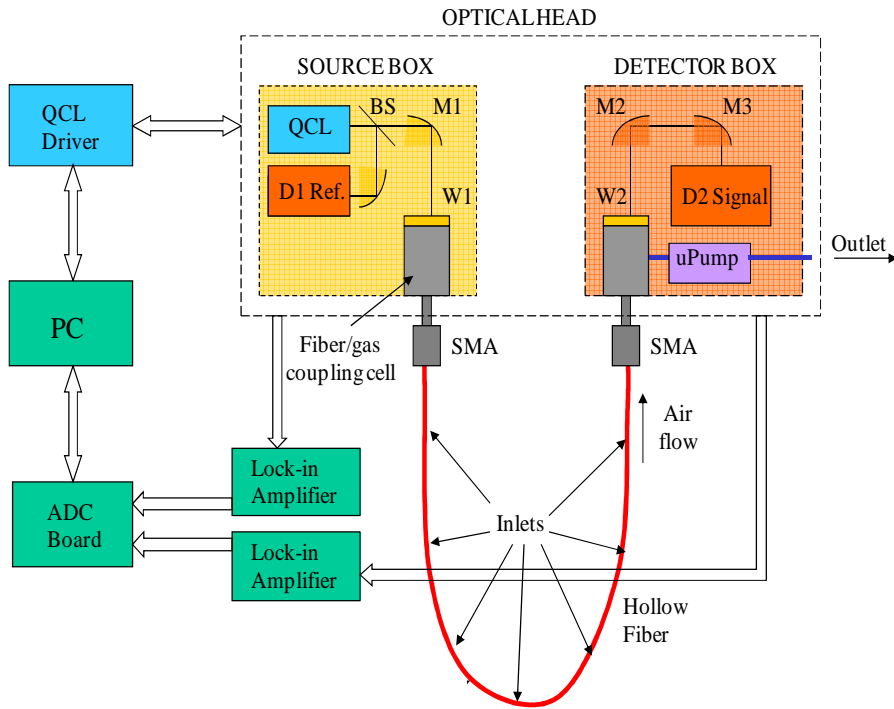 OPTICAL HEAD
SOURCE BOX
DETECTOR BOX
QCL
Driver
BS
M1
M2
M3
QCL
D1 Ref.
W1
W2
D2 Signal
Outlet
uPump
PC
Fiber/gas
coupling cell
SMA
SMA
Air
flow
Lock-in
Amplifier
ADC
Board
Inlets
Lock-in
Amplifier
Hollow
Fiber